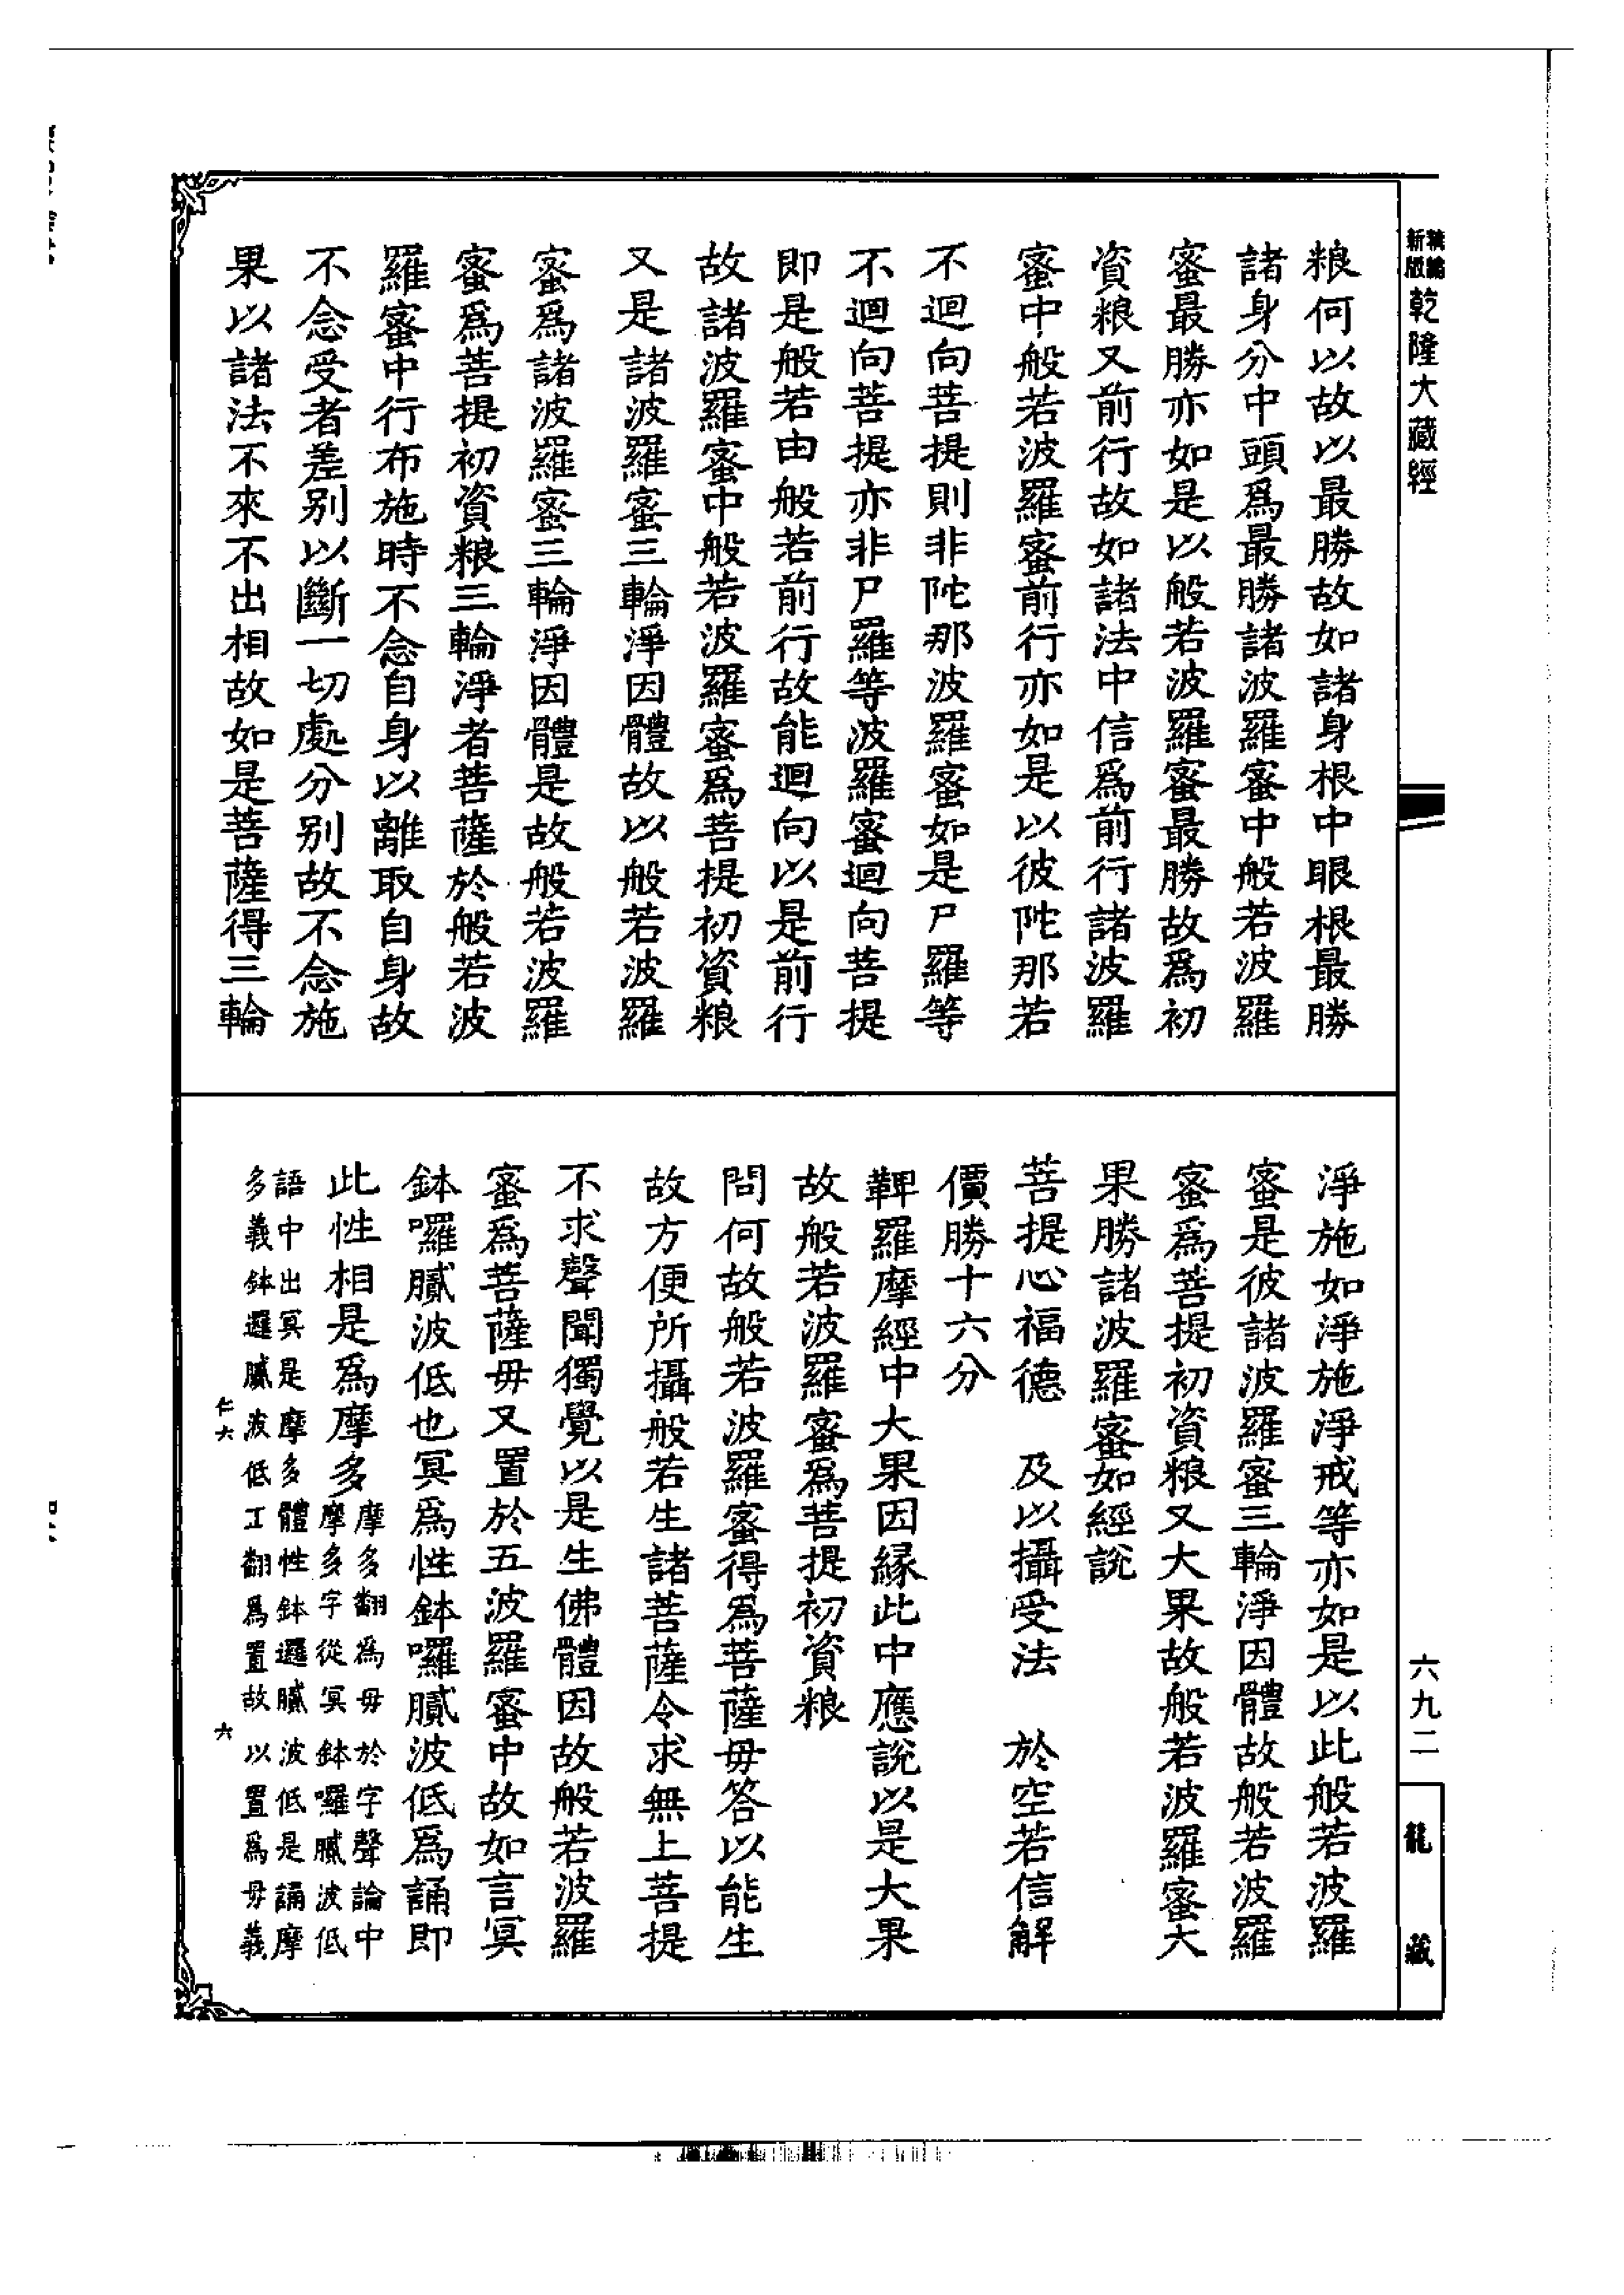 新版精編乾隆大藏經
粮何以故以最勝故如諸身根中眼根最勝
諸身分中頭爲最勝諸波羅蜜中般若波羅
蜜最勝亦如是以般若波羅蜜最勝故爲初
資粮又前行故如諸法中信爲前行諸波羅
蜜中般若波羅蜜前行亦如是以彼陀那若
不迴向菩提則非陀那波羅蜜如是尸羅等
不迴向菩提亦非尸羅等波羅蜜迴向菩提
即是般若由般若前行故能迴向以是前行
故諸波羅蜜中般若波羅蜜爲菩提初資粮
又是諸波羅蜜三輪淨因體故以般若波羅
蜜爲諸波羅蜜三輪淨因體是故般若波羅
蜜爲菩提初資粮三輪淨者菩薩於般若波
羅蜜中行布施時不念自身以離取自身故
不念受者差别以斷一切處分别故不念施
果以諸法不來不出相故如是菩薩得三輪
淨施如淨施淨戒等亦如是以此般若波羅
蜜是彼諸波羅蜜三輪淨因體故般若波羅
蜜爲菩提初資粮又大果故般若波羅蜜大
果勝諸波羅蜜如經說
菩提心福德　及以攝受法　於空若信解
價勝十六分
鞞羅摩經中大果因緣此中應說以是大果
故般若波羅蜜爲菩提初資粮
問何故般若波羅蜜得爲菩薩毋答以能生
故方便所攝般若生諸菩薩令求無上菩提
不求聲聞獨覺以是生佛體因故般若波羅
蜜爲菩薩毋又置於五波羅蜜中故如言冥
鉢囉膩波低也冥爲性鉢囉膩波低爲誦即
此性相是爲摩多摩多翻爲毋於字聲論中
摩多字從冥鉢囉膩波低
語中出冥是摩多體性鉢邏膩波低是誦摩
多義鉢邏膩波低工翻爲置故以置爲毋義
仁六
六
六九二
龍藏